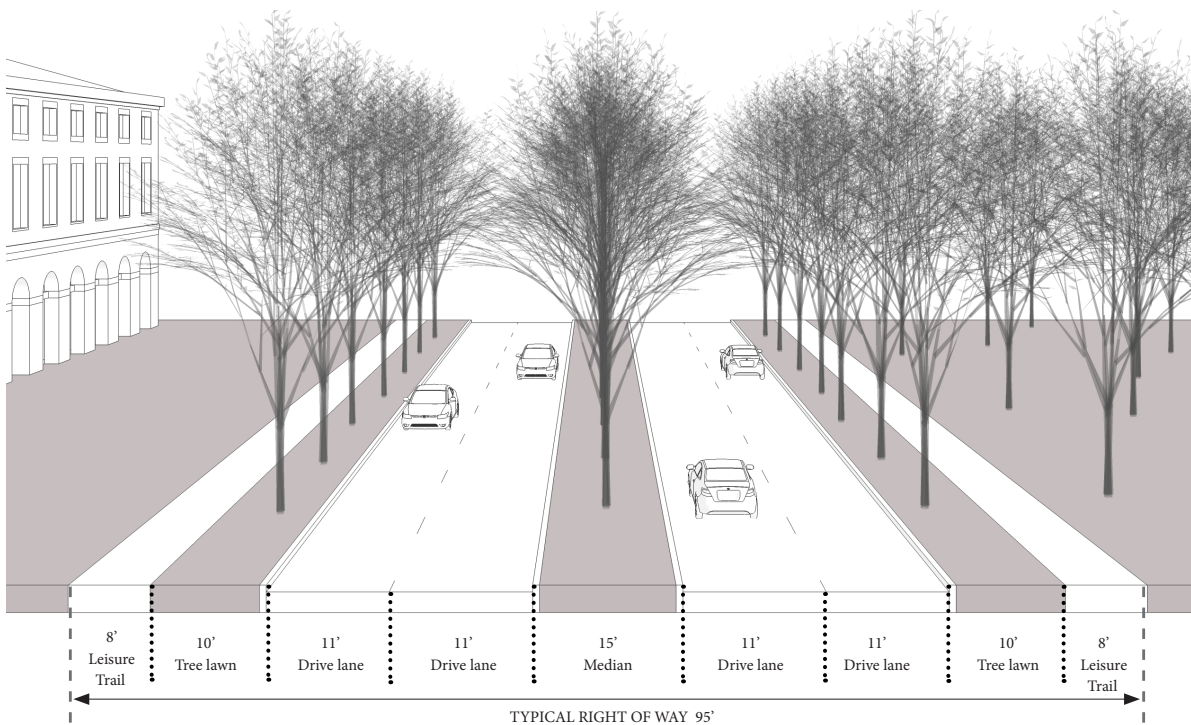 8’
Leisure
Trail
10’
Tree lawn
11’
Drive lane
11’
Drive lane
15’
Median
11’
Drive lane
11’
Drive lane
10’
Tree lawn
8’
Leisure
Trail
TYPICAL RIGHT OF WAY 95’